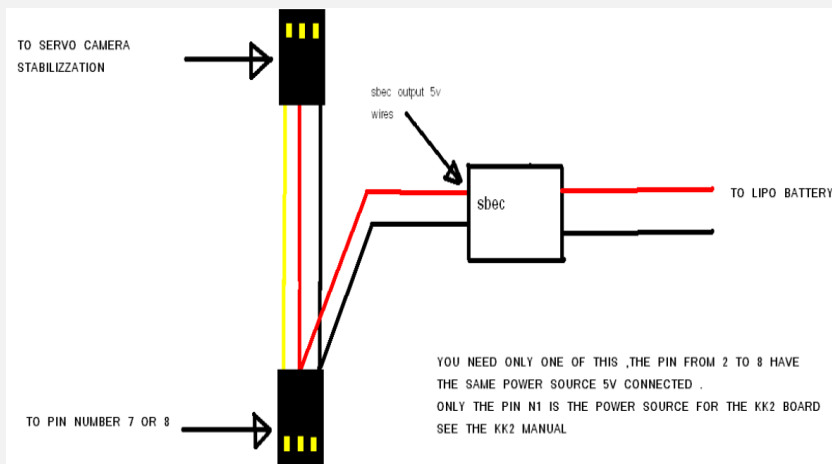 TO SERVO CAMERA
STABILIZZATION
sbec output 5v
wires
sbec
TO LIPO BATTERY
YOU NEED ONLY ONE OF THIS ,THE PIN FROM 2 TO 8 HAVE
THE SAME POWER SOURCE 5V CONNECTED .
ONLY THE PIN N1 IS THE POWER SOURCE FOR THE KK2 BOARD
SEE THE KK2 MANUAL
TO PIN NUMBER 7 OR 8